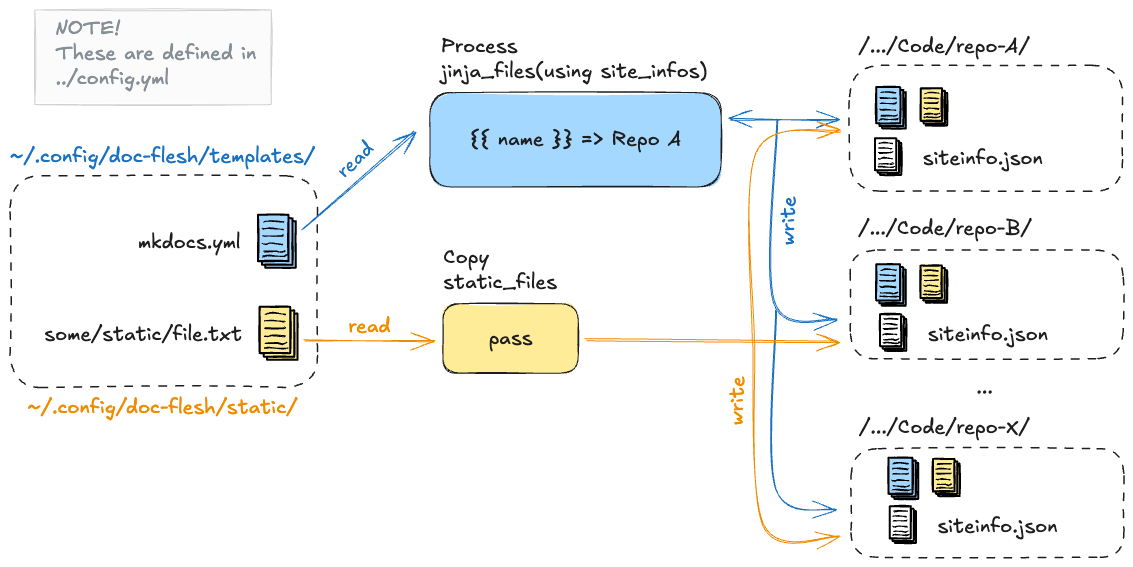 NOTE!
These are defined in
../config.yml
~/.config/doc-flesh/templates/
mkdocs.yml
some/static/file.txt
~/.config/doc-flesh/static/
read
read
Process
jinja_files(using site_infos)
{{ name }} => Repo A
Copy
static_files
pass
write
write
/.../Code/repo-A/
siteinfo.json
/.../Code/repo-B/
siteinfo.json
...
/.../Code/repo-X/
siteinfo.json